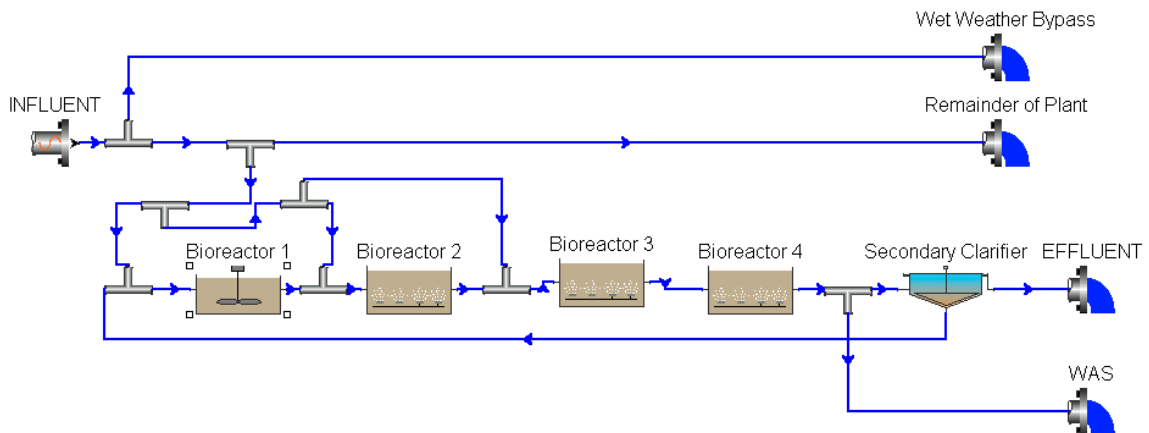 Wet Weather Bypass
INFLUENT
Remainder of Plant
Bioreactor 1
Bioreactor 2
Bioreactor 3
Bioreactor 4
Secondary Clarifier
EFFLUENT
WAS